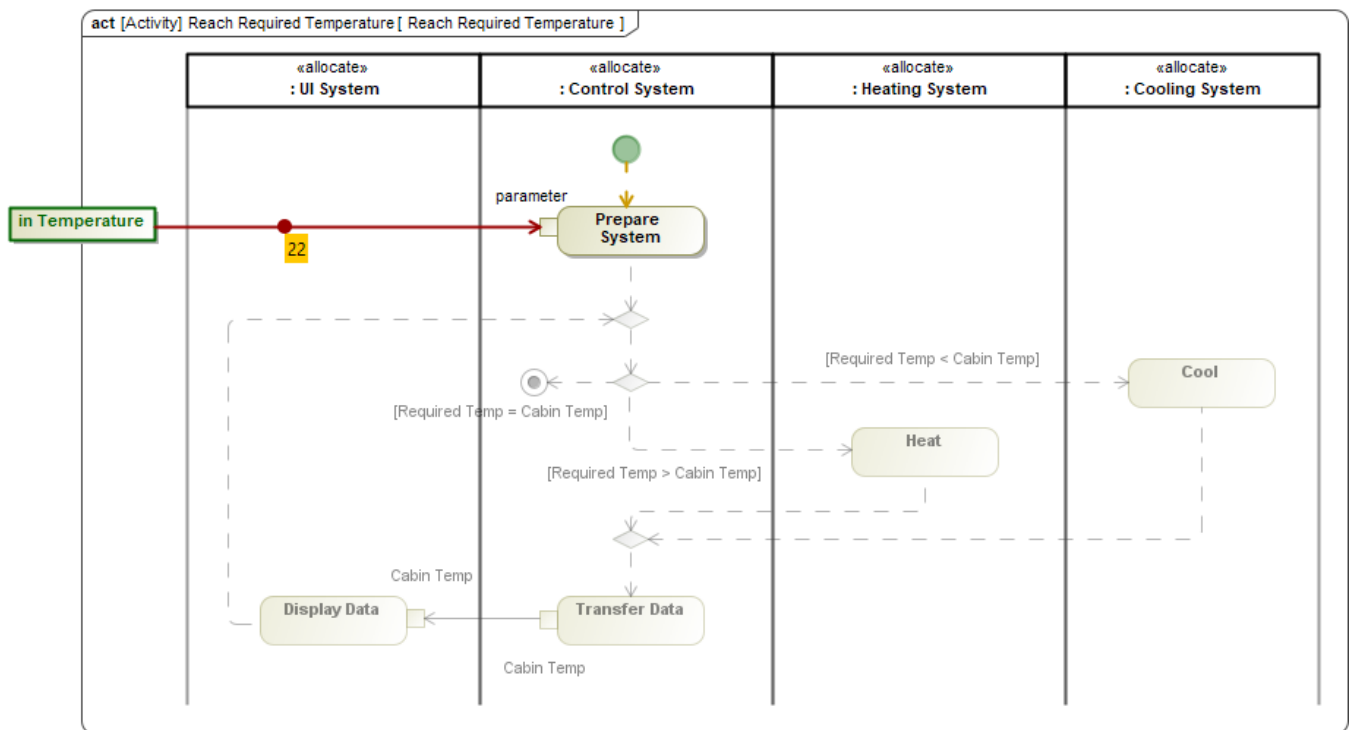 act [Activity] Reach Required Temperature [ Reach Required Temperature ]
«allocate»
: UI System
«allocate»
: Control System
«allocate»
: Heating System
«allocate»
: Cooling System
parameter
in Temperature
Prepare
System
22
[Required Temp < Cabin Temp]
Cool
[Required Temp = Cabin Temp]
Heat
[Required Temp > Cabin Temp]
Cabin Temp
Display Data
Transfer Data
Cabin Temp